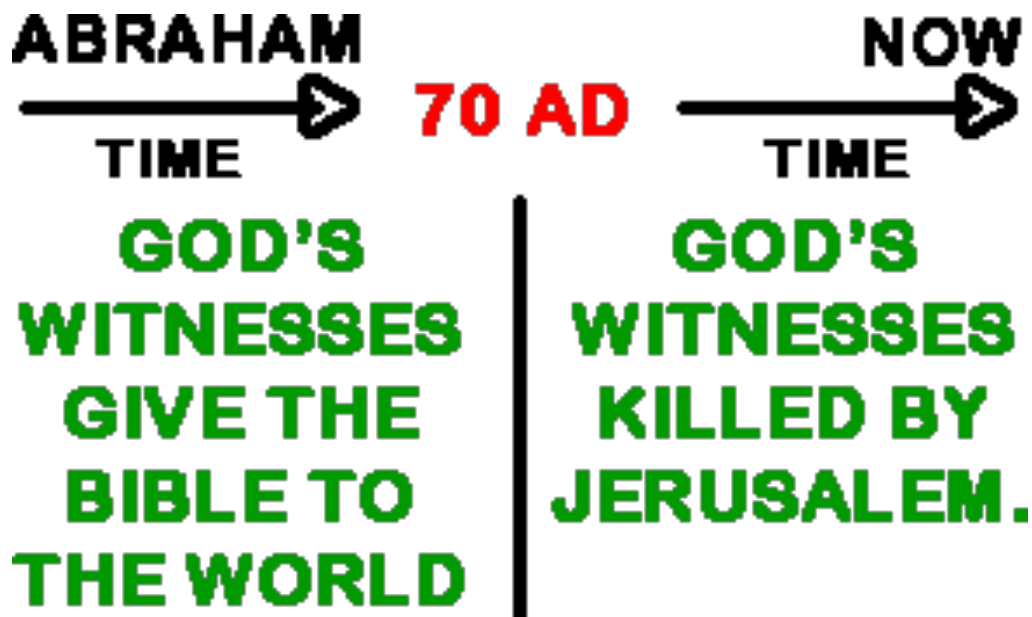 ABRAHAM
TIME
70 AD
NOW
TIME
GOD'S
WITNESSES
GIVE THE
BIBLE TO
THE WORLD
GOD'S
WITNESSES
KILLED BY
JERUSALEM.